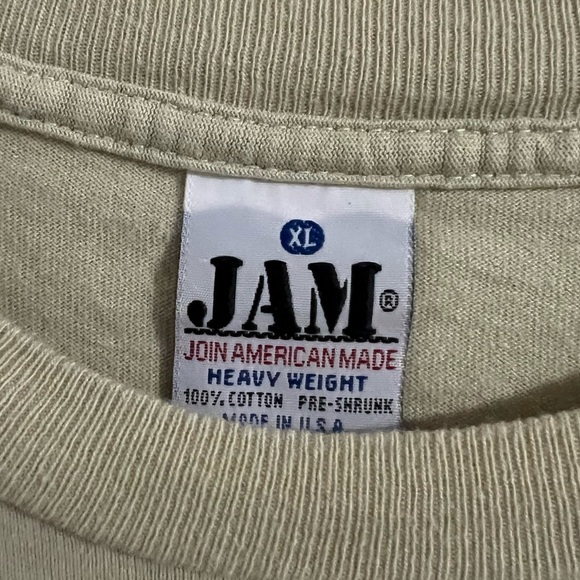 XL
JAM®
JOIN AMERICAN MADE
HEAVY WEIGHT
100% COTTON PRE-SHRUNK
MADE IN U.S.A